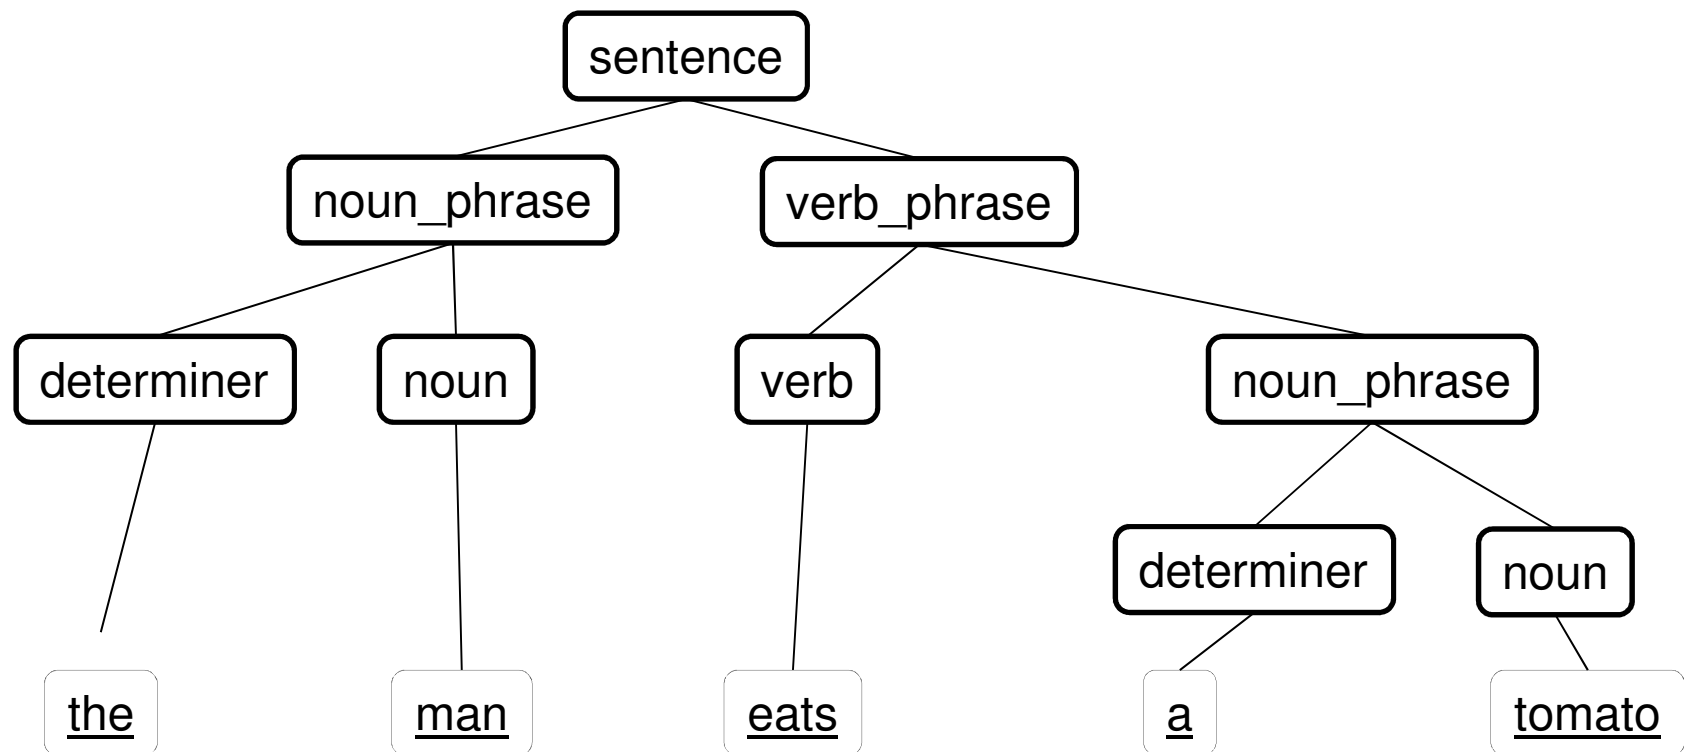 sentence
noun_phrase verb_phrase
determiner noun verb noun_phrase
determiner noun
the man eats a tomato